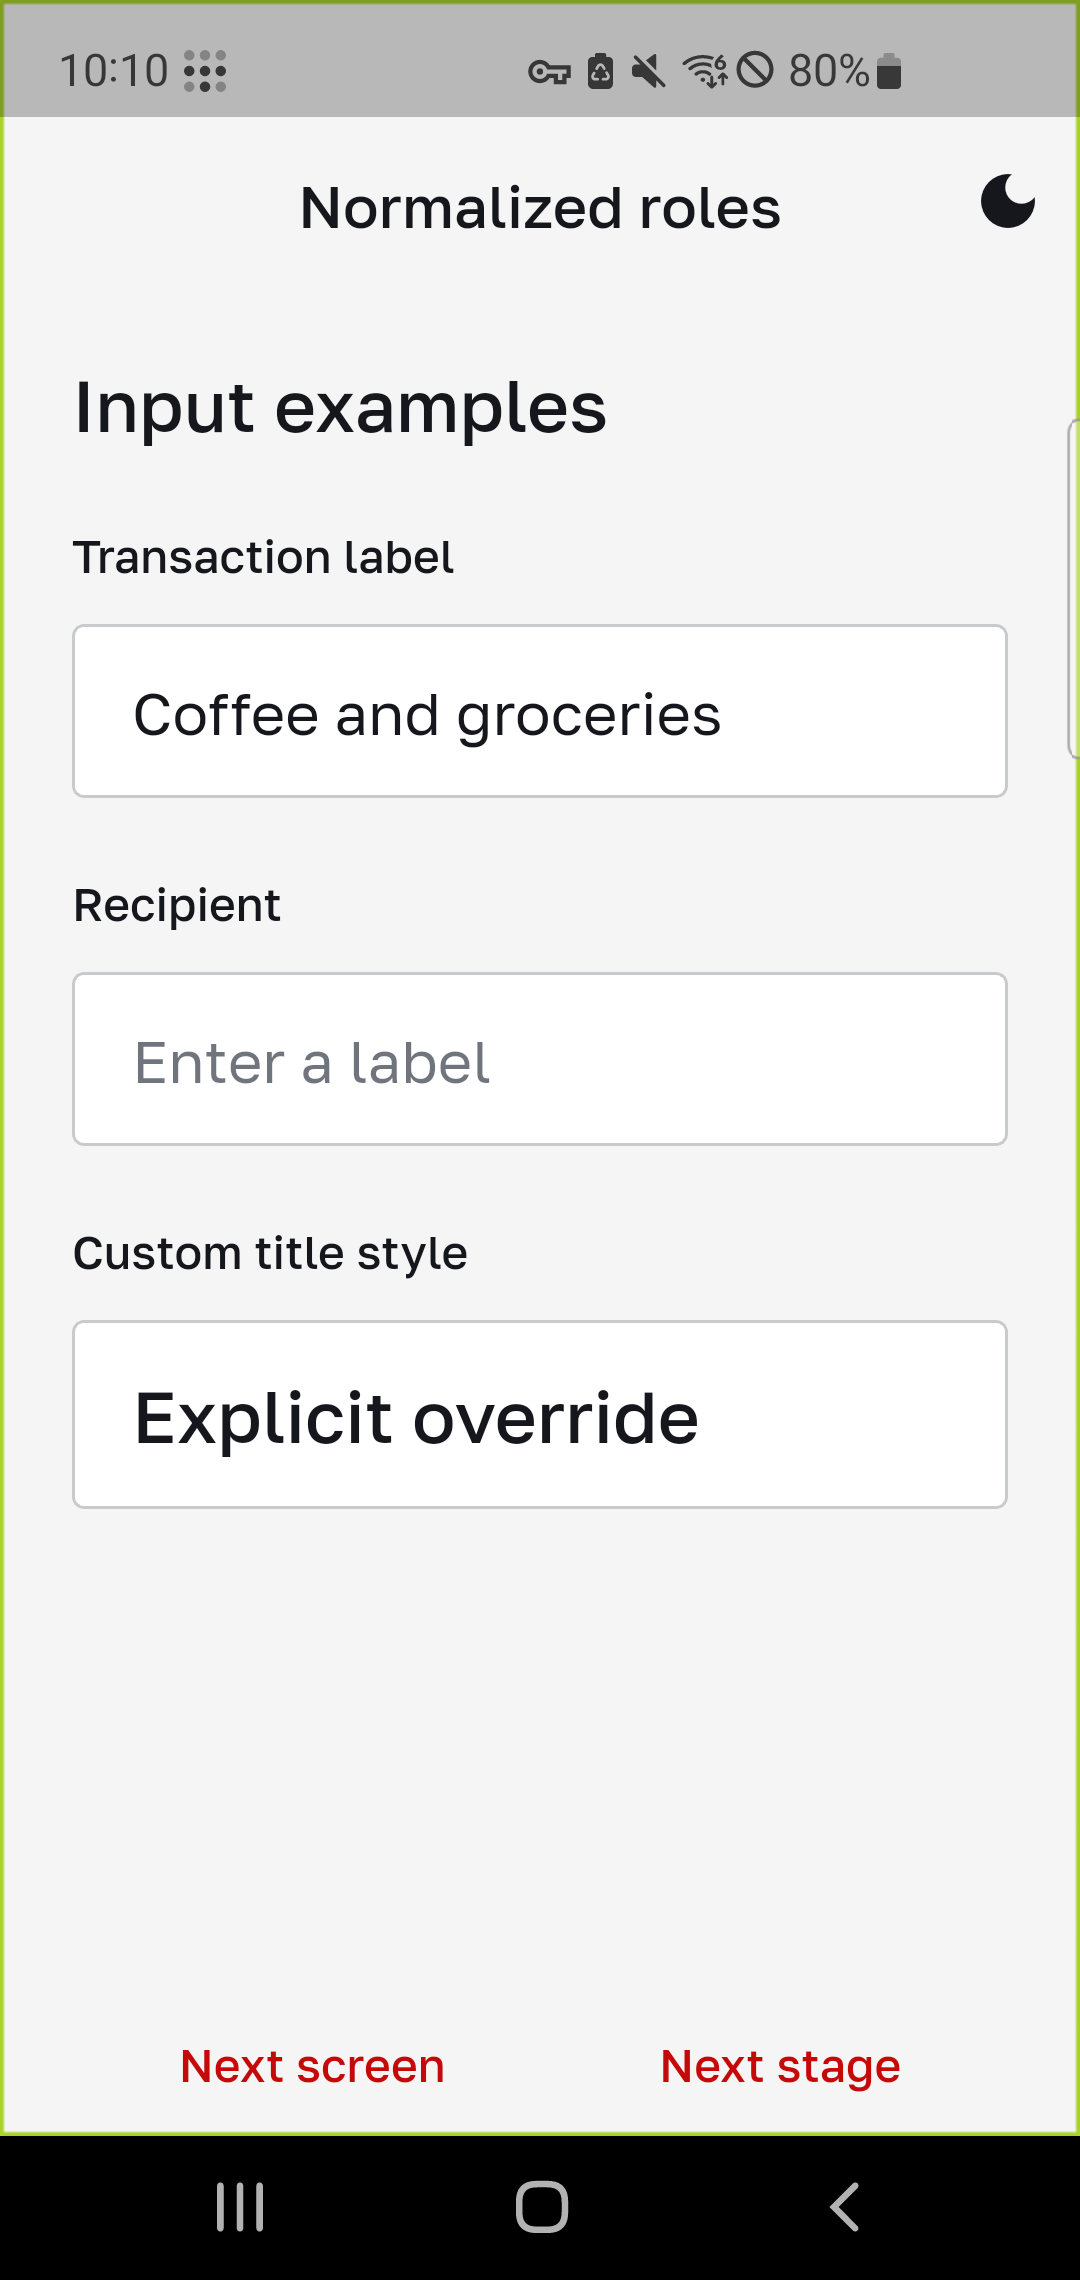 10:10 80%
Normalized roles
Input examples
Transaction label
Coffee and groceries
Recipient
Enter a label
Custom title style
Explicit override
Next screen Next stage